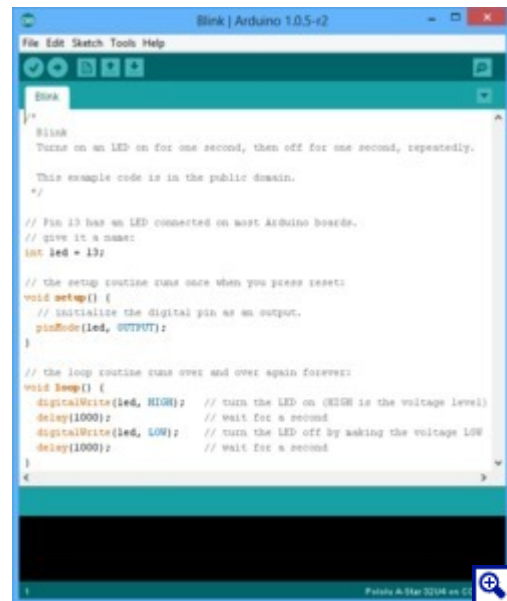 Blink | Arduino 1.0.5-r2
File Edit Sketch Tools Help
Blink
/*
  Blink
  Turns on an LED on for one second, then off for one second, repeatedly.

  This example code is in the public domain.
 */

// Pin 13 has an LED connected on most Arduino boards.
// give it a name:
int led = 13;

// the setup routine runs once when you press reset:
void setup() {
  // initialize the digital pin as an output.
  pinMode(led, OUTPUT);
}

// the loop routine runs over and over again forever:
void loop() {
  digitalWrite(led, HIGH);   // turn the LED on (HIGH is the voltage level)
  delay(1000);               // wait for a second
  digitalWrite(led, LOW);    // turn the LED off by making the voltage LOW
  delay(1000);               // wait for a second
}
1
Pololu A-Star 32U4 on